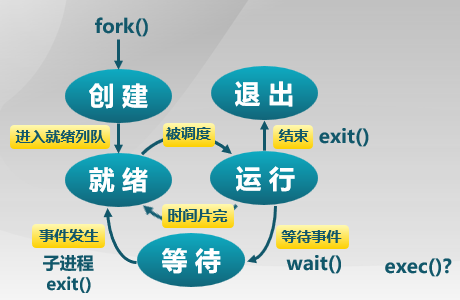 fork()
创建
退出
进入就绪列队
被调度
结束
exit()
就绪
运行
时间片完
事件发生
等待事件
子进程
exit()
等待
wait()
exec()?